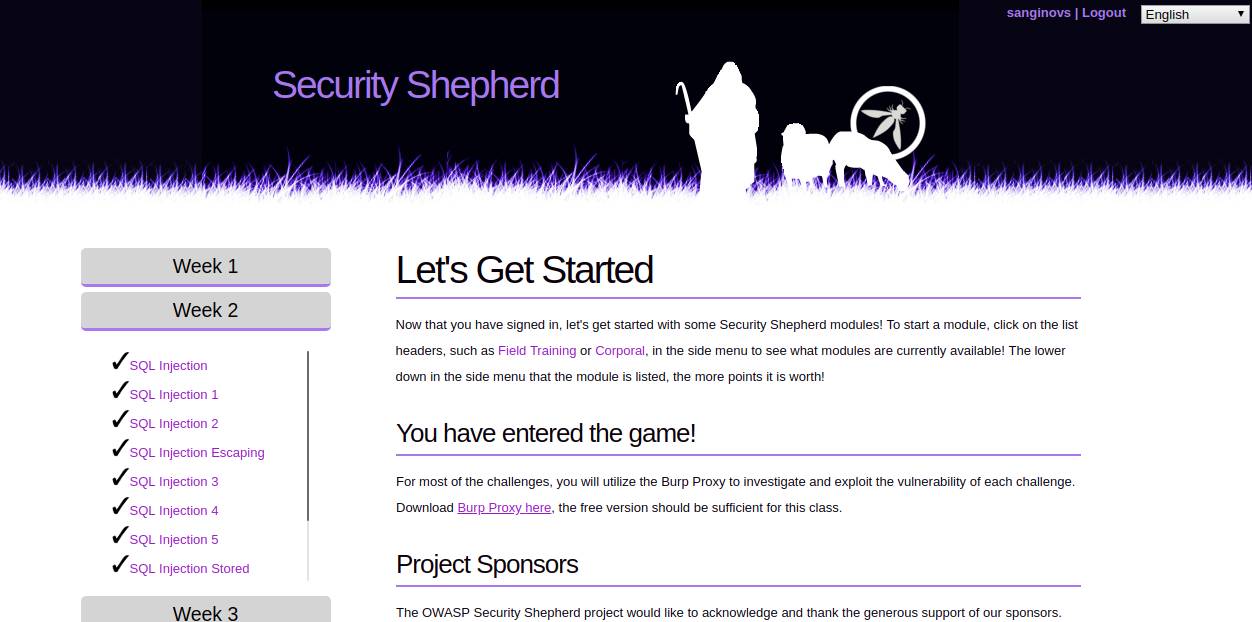 sanginovs | Logout
English
Security Shepherd
Week 1
Week 2
SQL Injection
SQL Injection 1
SQL Injection 2
SQL Injection Escaping
SQL Injection 3
SQL Injection 4
SQL Injection 5
SQL Injection Stored
Week 3
Let's Get Started
Now that you have signed in, let's get started with some Security Shepherd modules! To start a module, click on the list
headers, such as Field Training or Corporal, in the side menu to see what modules are currently available! The lower
down in the side menu that the module is listed, the more points it is worth!
You have entered the game!
For most of the challenges, you will utilize the Burp Proxy to investigate and exploit the vulnerability of each challenge.
Download Burp Proxy here, the free version should be sufficient for this class.
Project Sponsors
The OWASP Security Shepherd project would like to acknowledge and thank the generous support of our sponsors.